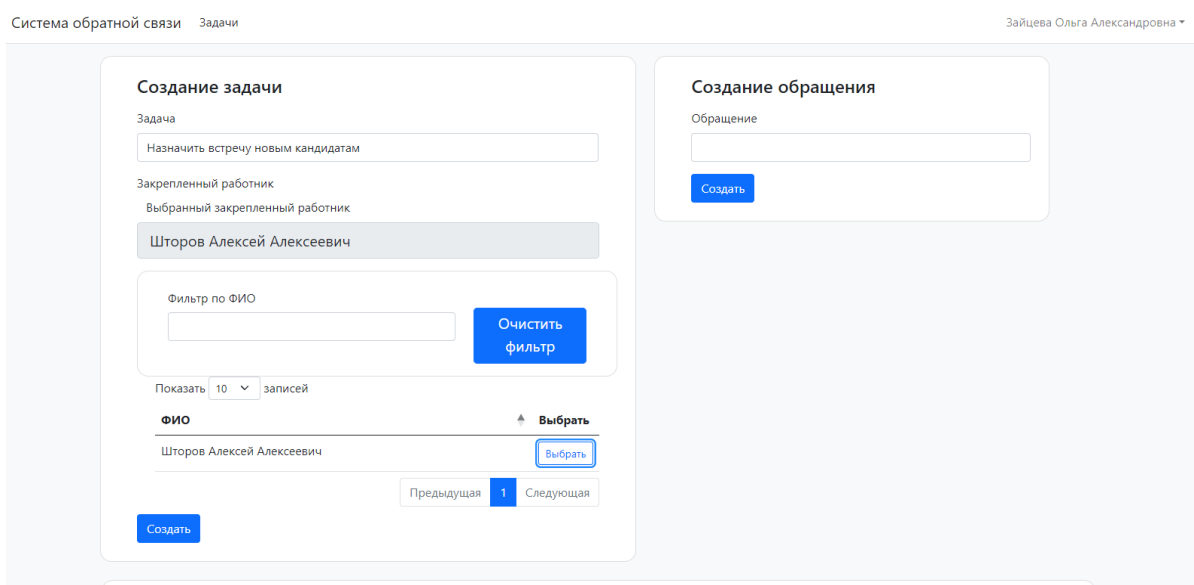 Система обратной связи Задачи Зайцева Ольга Александровна
Создание задачи
Задача
Назначить встречу новым кандидатам
Закрепленный работник
Выбранный закрепленный работник
Шторов Алексей Алексеевич
Фильтр по ФИО
Очистить
фильтр
Показать 10 записей
ФИО Выбрать
Шторов Алексей Алексеевич Выбрать
Предыдущая 1 Следующая
Создать
Создание обращения
Обращение
Создать